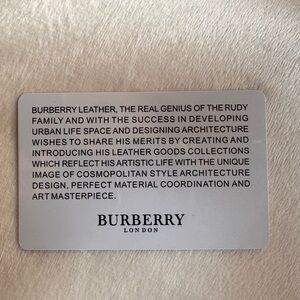 BURBERRY LEATHER, THE REAL GENIUS OF THE RUDY
FAMILY AND WITH THE SUCCESS IN DEVELOPING
URBAN LIFE SPACE AND DESIGNING ARCHITECTURE
WISHES TO SHARE HIS MERITS BY CREATING AND
INTRODUCING HIS LEATHER GOODS COLLECTIONS
WHICH REFLECT HIS ARTISTIC LIFE WITH THE UNIQUE
IMAGE OF COSMOPOLITAN STYLE ARCHITECTURE
DESIGN, PERFECT MATERIAL COORDINATION AND
ART MASTERPIECE.
BURBERRY
LONDON